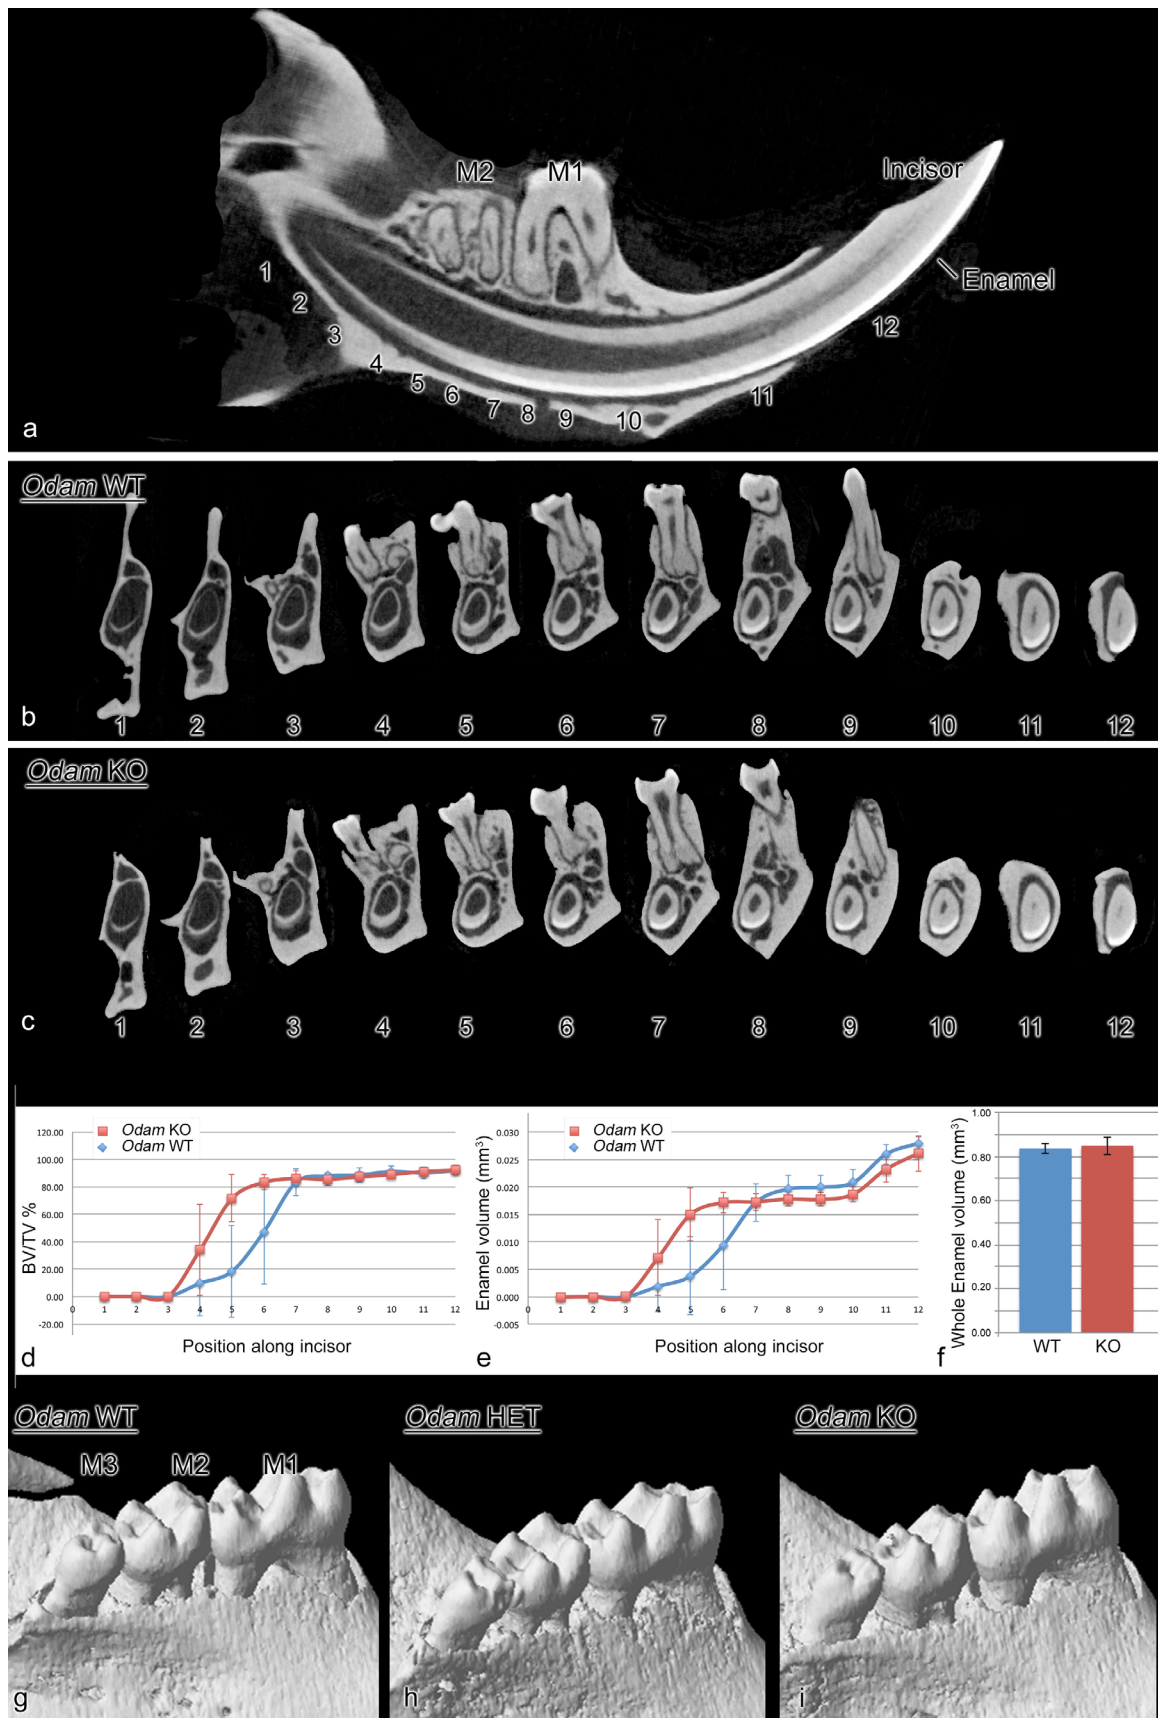 M2 M1
Incisor
Enamel
1 2 3 4 5 6 7 8 9 10 11 12
a
Odam WT
b 1 2 3 4 5 6 7 8 9 10 11 12
Odam KO
c 1 2 3 4 5 6 7 8 9 10 11 12
Odam KO
Odam WT
BV/TV %
120.00
100.00
80.00
60.00
40.00
20.00
0.00
-20.00
0 1 2 3 4 5 6 7 8 9 10 11 12
Position along incisor
d
Odam KO
Odam WT
Enamel volume (mm³)
0.030
0.025
0.020
0.015
0.010
0.005
0.000
-0.005
0 1 2 3 4 5 6 7 8 9 10 11 12
Position along incisor
e
Whole Enamel volume (mm³)
1.00
0.80
0.60
0.40
0.20
0.00
WT KO
f
Odam WT
M3 M2 M1
g
Odam HET
h
Odam KO
i